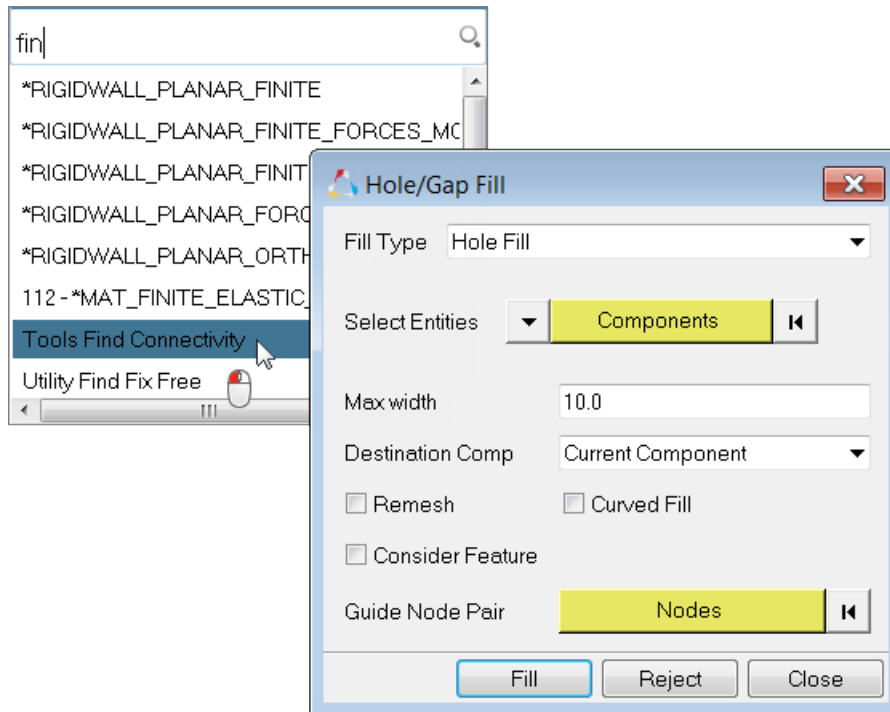 fin
*RIGIDWALL_PLANAR_FINITE
*RIGIDWALL_PLANAR_FINITE_FORCES_MC
*RIGIDWALL_PLANAR_FINIT
*RIGIDWALL_PLANAR_FORC
*RIGIDWALL_PLANAR_ORTH
112 - *MAT_FINITE_ELASTIC_
Tools Find Connectivity
Utility Find Fix Free
Hole/Gap Fill
Fill Type Hole Fill
Select Entities Components
Max width 10.0
Destination Comp Current Component
Remesh Curved Fill
Consider Feature
Guide Node Pair Nodes
Fill Reject Close